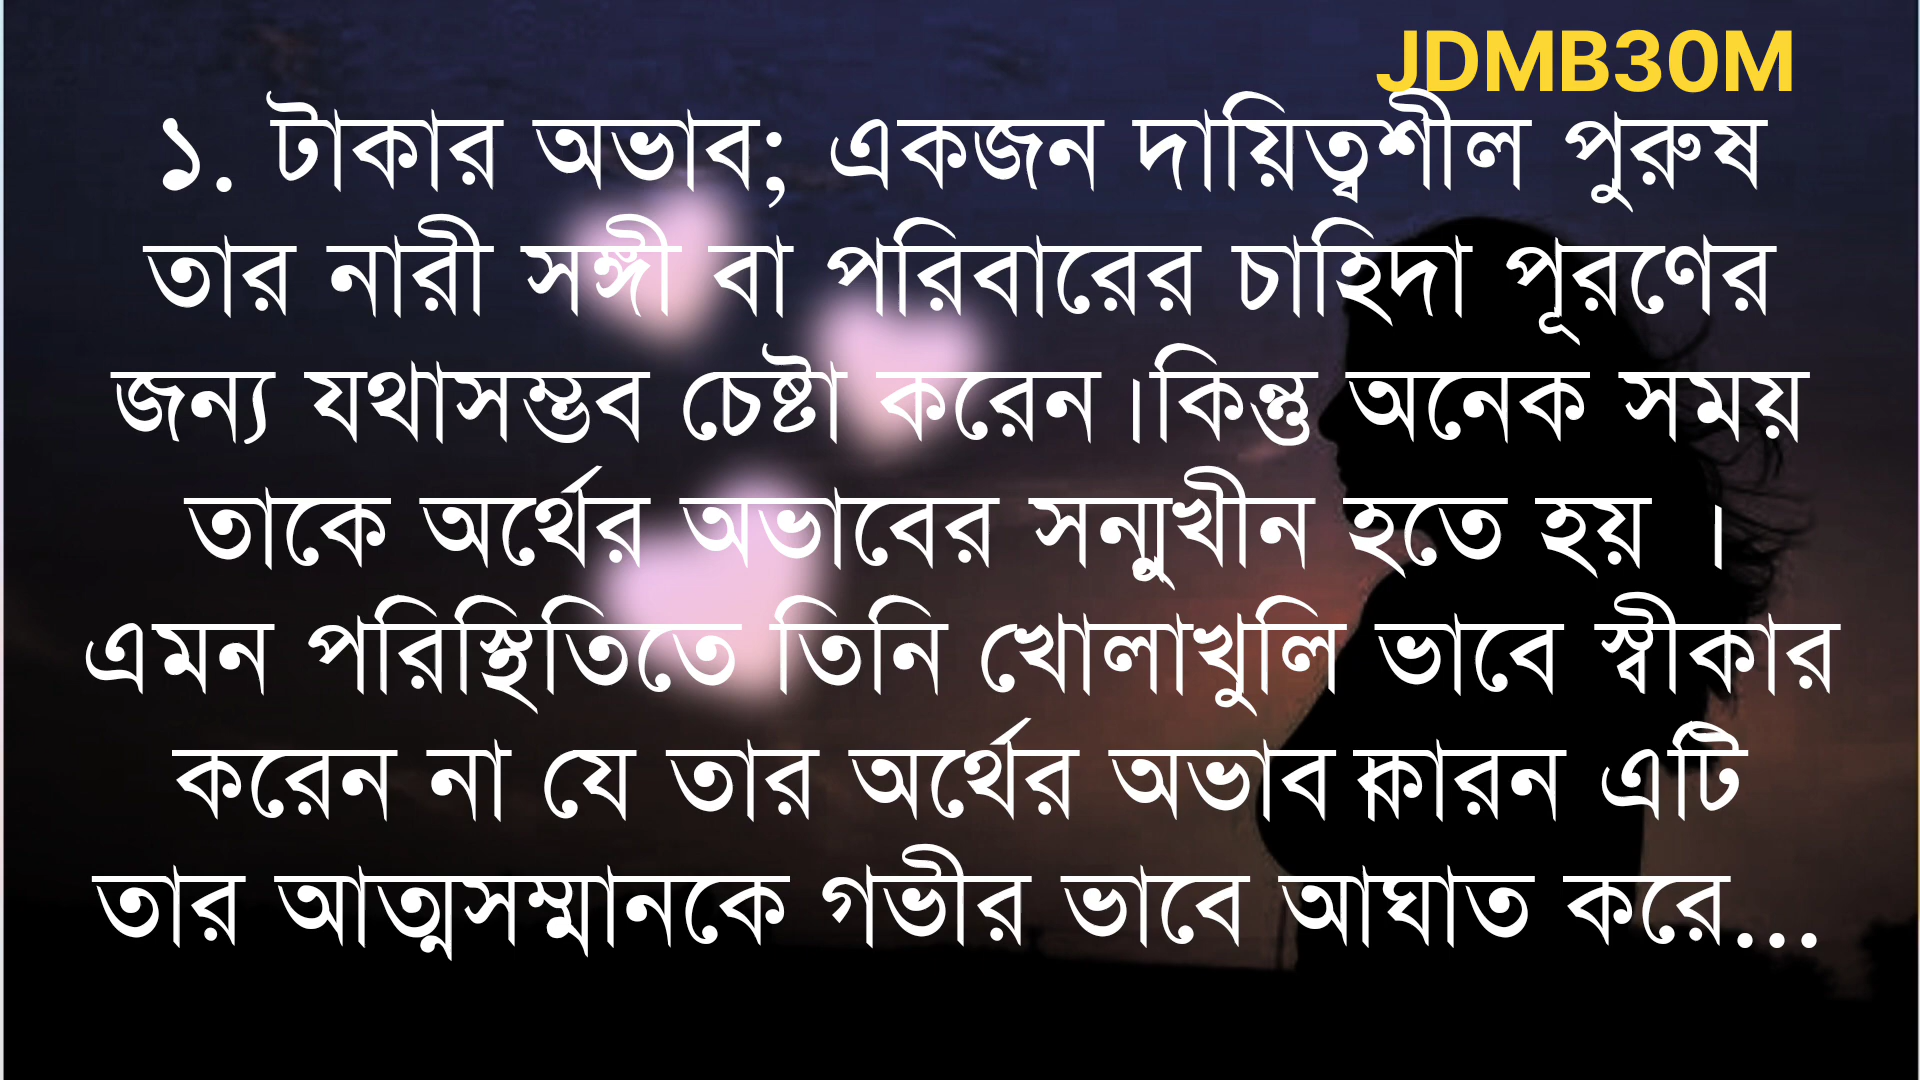 JDMB30M
১. টাকার অভাব; একজন দায়িত্বশীল পুরুষ
তার নারী সঙ্গী বা পরিবারের চাহিদা পূরণের
জন্য যথাসম্ভব চেষ্টা করেন।কিন্তু অনেক সময়
তাকে অর্থের অভাবের সন্মুখীন হতে হয় ।
এমন পরিস্থিতিতে তিনি খোলাখুলি ভাবে স্বীকার
করেন না যে তার অর্থের অভাব।কারন এটি
তার আত্মসম্মানকে গভীর ভাবে আঘাত করে...